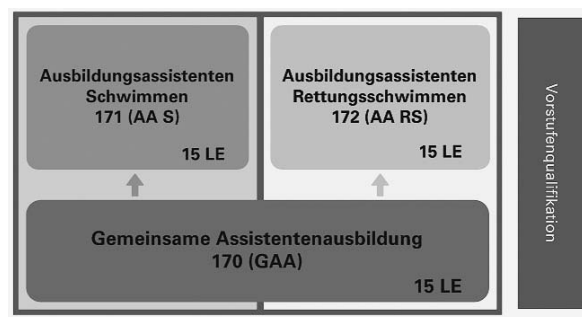 Ausbildungsassistenten
Schwimmen
171 (AA S)
15 LE
Ausbildungsassistenten
Rettungsschwimmen
172 (AA RS)
15 LE
Gemeinsame Assistentenausbildung
170 (GAA)
15 LE
Vorstufenqualifikation